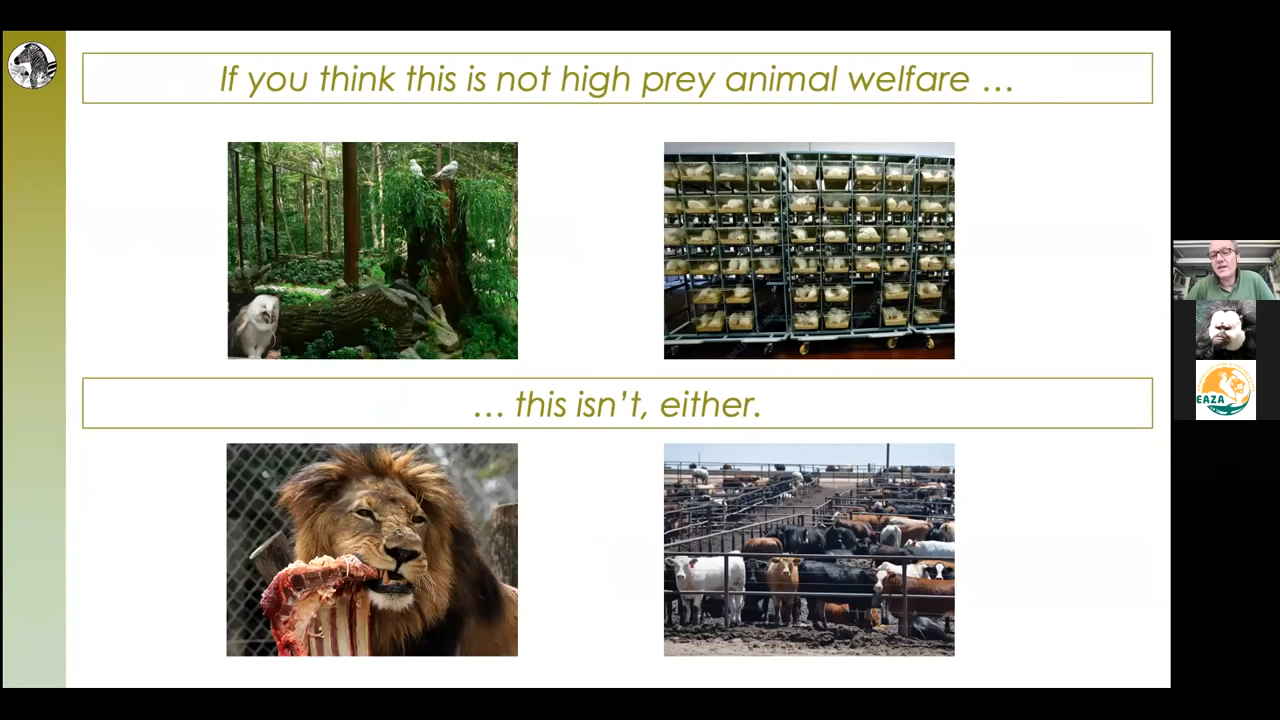 If you think this is not high prey animal welfare …
… this isn’t, either.
EAZA